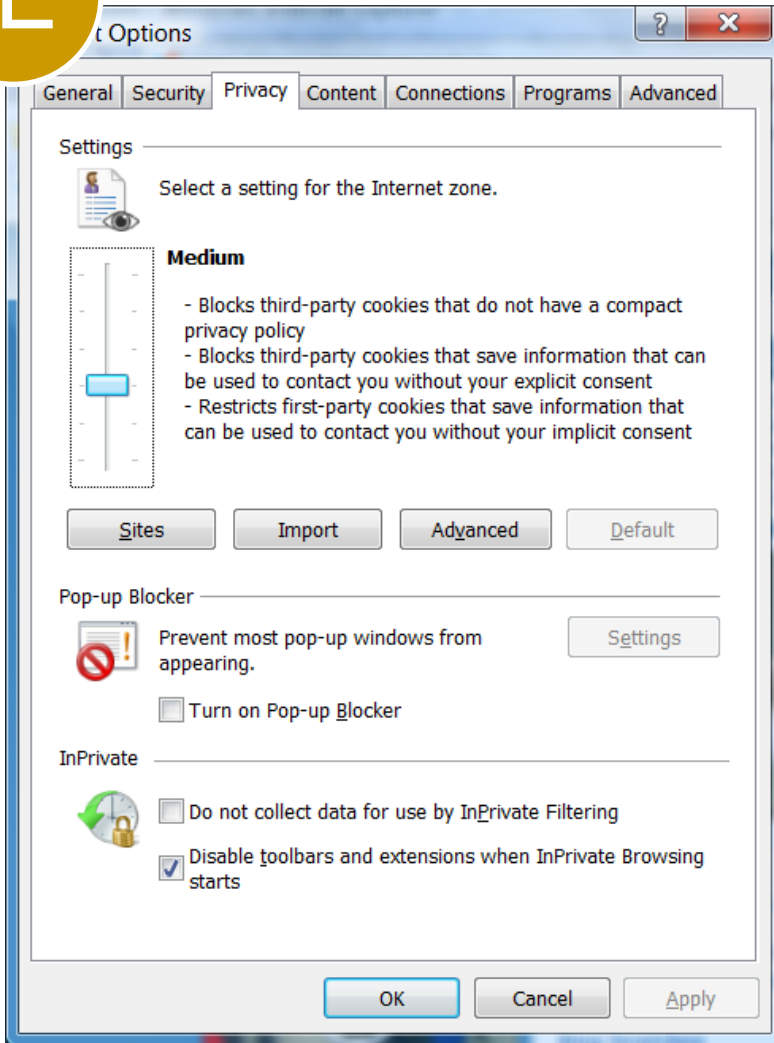 t Options
General Security Privacy Content Connections Programs Advanced
Settings
Select a setting for the Internet zone.
Medium
- Blocks third-party cookies that do not have a compact
privacy policy
- Blocks third-party cookies that save information that can
be used to contact you without your explicit consent
- Restricts first-party cookies that save information that
can be used to contact you without your implicit consent
Sites Import Advanced Default
Pop-up Blocker
Prevent most pop-up windows from
appearing.
Settings
Turn on Pop-up Blocker
InPrivate
Do not collect data for use by InPrivate Filtering
Disable toolbars and extensions when InPrivate Browsing
starts
OK Cancel Apply